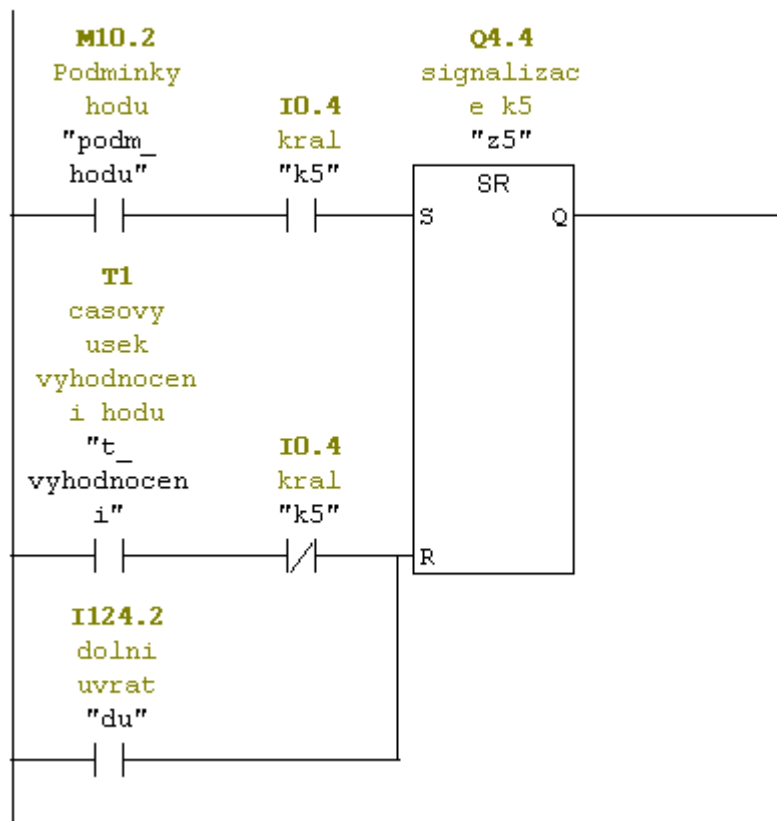 M10.2
Podminky
hodu
"podm_
hodu"
I0.4
kral
"k5"
Q4.4
signalizac
e k5
"z5"
SR
S
Q
T1
casovy
usek
vyhodnocen
i hodu
"t_
vyhodnocen
i"
I0.4
kral
"k5"
R
I124.2
dolni
uvrat
"du"